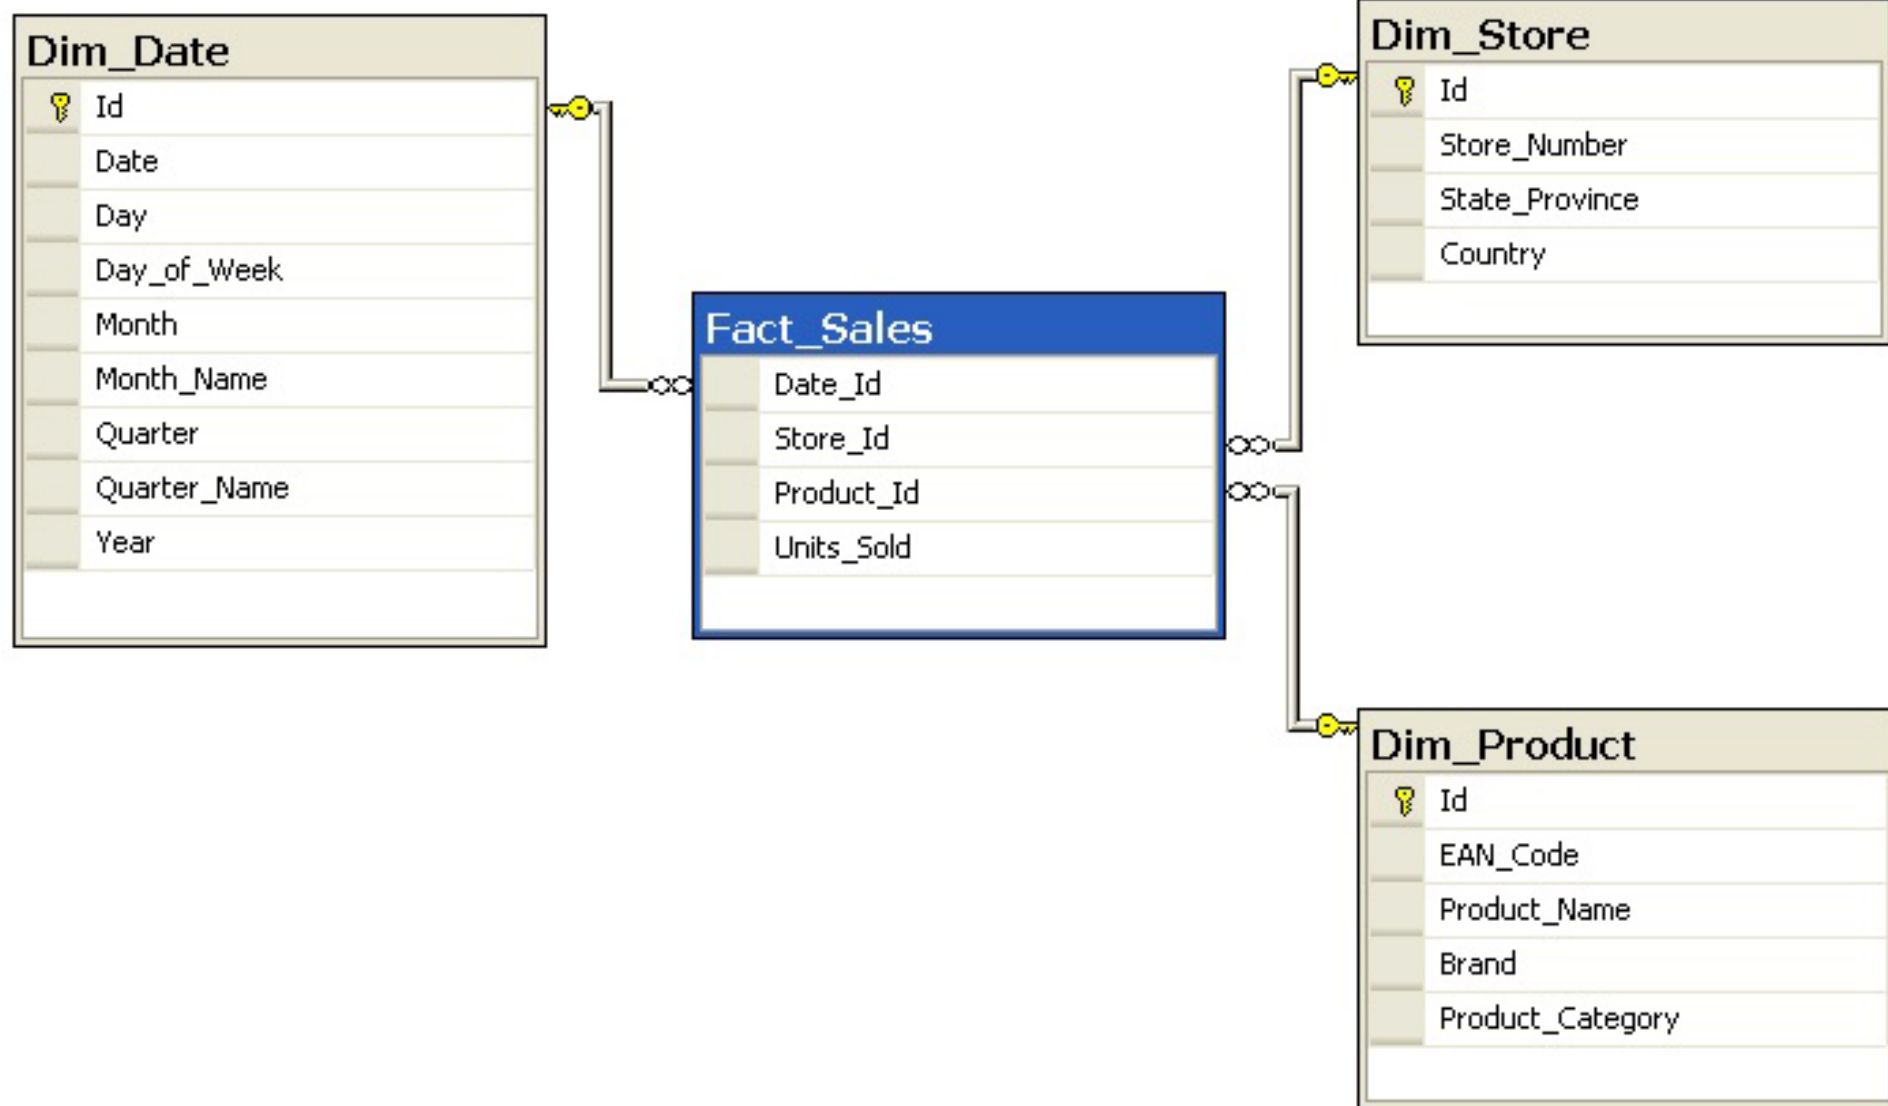 Dim_Date
Id
Date
Day
Day_of_Week
Month
Month_Name
Quarter
Quarter_Name
Year
Fact_Sales
Date_Id
Store_Id
Product_Id
Units_Sold
Dim_Store
Id
Store_Number
State_Province
Country
Dim_Product
Id
EAN_Code
Product_Name
Brand
Product_Category